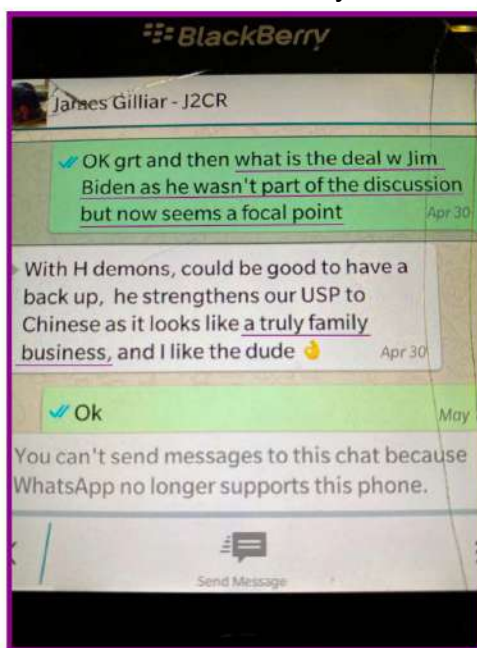 BlackBerry
James Gilliar - J2CR
OK grt and then what is the deal w Jim
Biden as he wasn't part of the discussion
but now seems a focal point Apr 30
With H demons, could be good to have a
back up, he strengthens our USP to
Chinese as it looks like a truly family
business, and I like the dude 👌 Apr 30
Ok May
You can't send messages to this chat because
WhatsApp no longer supports this phone.
Send Message